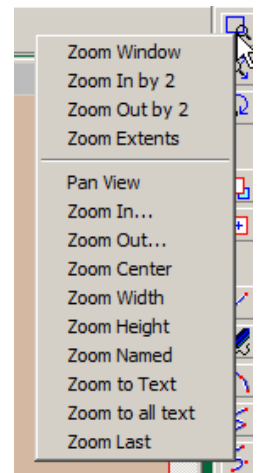 Zoom Window
Zoom In by 2
Zoom Out by 2
Zoom Extents
Pan View
Zoom In...
Zoom Out...
Zoom Center
Zoom Width
Zoom Height
Zoom Named
Zoom to Text
Zoom to all text
Zoom Last